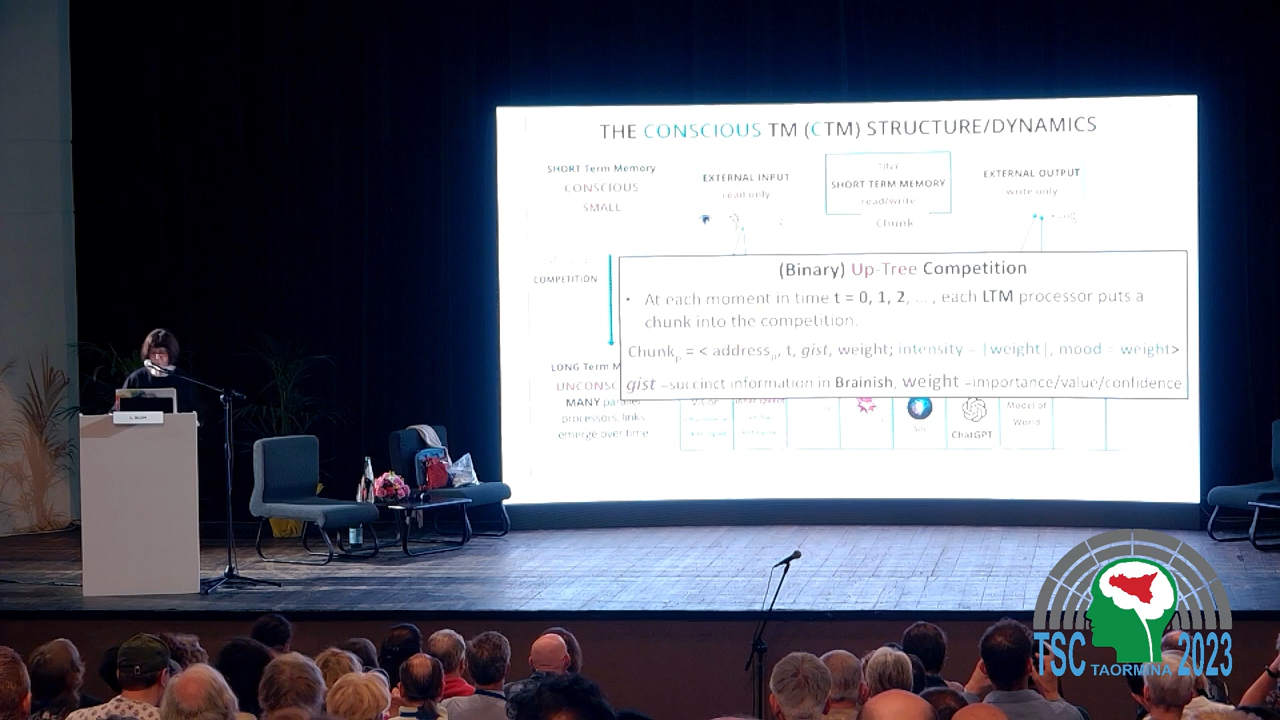 THE CONSCIOUS TM (CTM) STRUCTURE/DYNAMICS
SHORT Term Memory
CONSCIOUS
SMALL
EXTERNAL INPUT
read only
TINY
SHORT TERM MEMORY
read/write
Chunk
EXTERNAL OUTPUT
write only
COMPETITION
(Binary) Up-Tree Competition
• At each moment in time t = 0, 1, 2, ... , each LTM processor puts a
chunk into the competition.
Chunkₚ = < addressₚ, t, gist, weight; intensity = |weight|, mood = weight>
gist =succinct information in Brainish, weight =importance/value/confidence
LONG Term M
UNCONSC
MANY parallel
processors, links
emerge over time
Siri
ChatGPT
Model of
World
L. BLUM
TSC TAORMINA 2023